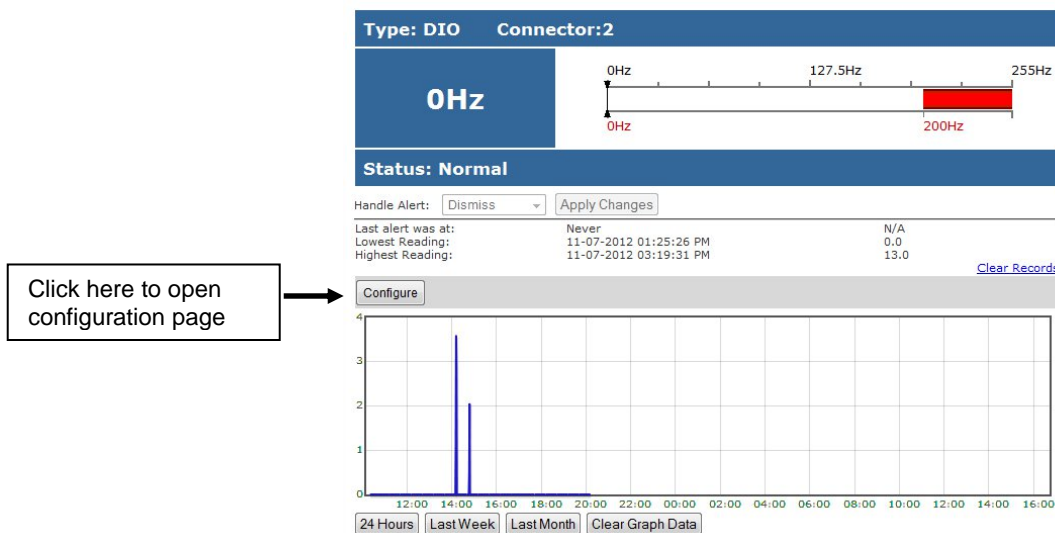 Type: DIO Connector:2
0Hz
0Hz 127.5Hz 255Hz
0Hz 200Hz
Status: Normal
Handle Alert: Dismiss Apply Changes
Last alert was at: Never N/A
Lowest Reading: 11-07-2012 01:25:26 PM 0.0
Highest Reading: 11-07-2012 03:19:31 PM 13.0
Clear Records
Click here to open
configuration page
Configure
4
3
2
1
0
12:00 14:00 16:00 18:00 20:00 22:00 00:00 02:00 04:00 06:00 08:00 10:00 12:00 14:00 16:00
24 Hours Last Week Last Month Clear Graph Data